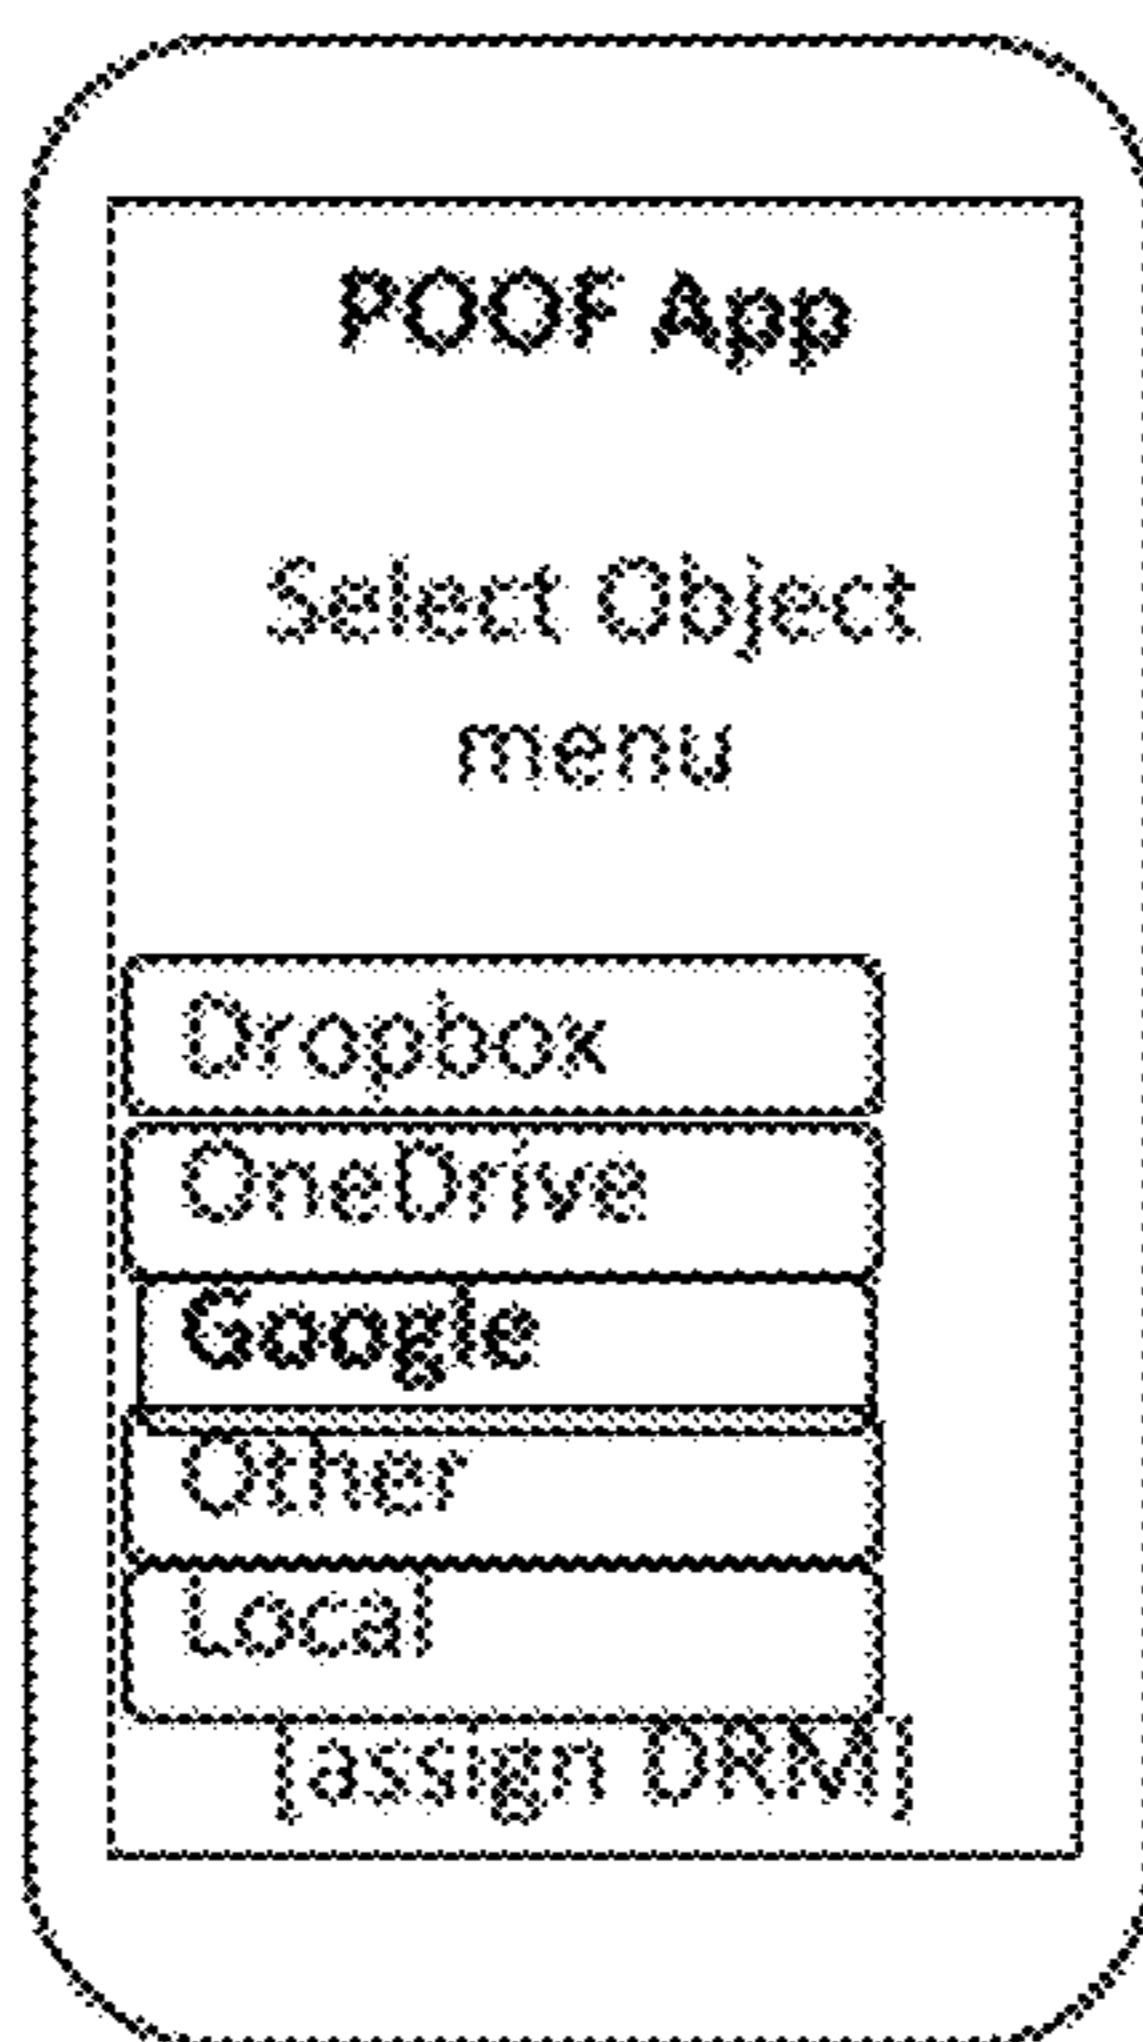 POOF App
Select Object
menu
Dropbox
OneDrive
Google
Other
Local
[assign DRM]